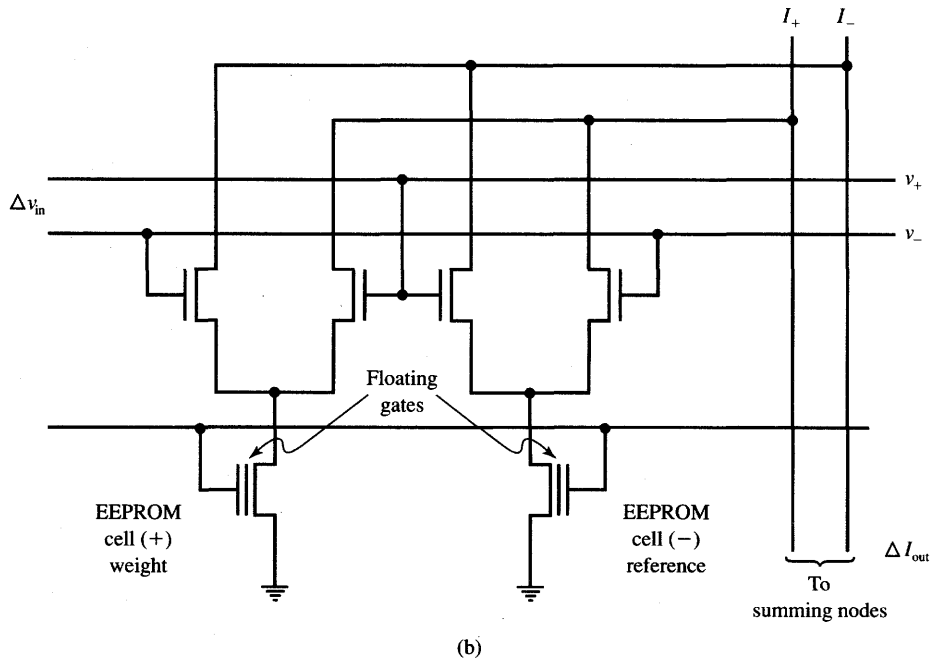 I+ I−
v+
Δvin
v−
Floating
gates
EEPROM
cell (+)
weight
EEPROM
cell (−)
reference
ΔIout
To
summing nodes
(b)